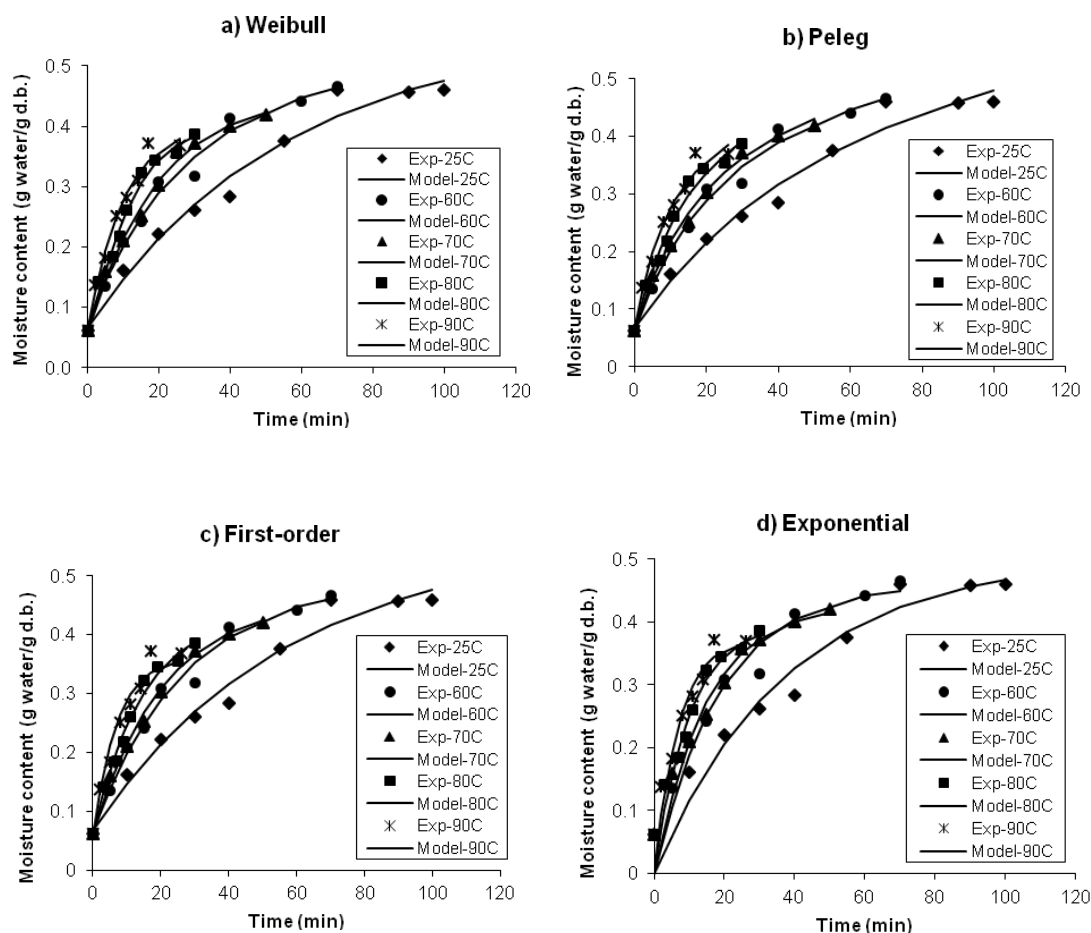 a) Weibull
Moisture content (g water/g d.b.)
0.5
0.4
0.3
0.2
0.1
0.0
0 20 40 60 80 100 120
Time (min)
Exp-25C
Model-25C
Exp-60C
Model-60C
Exp-70C
Model-70C
Exp-80C
Model-80C
Exp-90C
Model-90C
b) Peleg
Moisture content (g water/g d.b.)
0.5
0.4
0.3
0.2
0.1
0
0 20 40 60 80 100 120
Time (min)
Exp-25C
Model-25C
Exp-60C
Model-60C
Exp-70C
Model-70C
Exp-80C
Model-80C
Exp-90C
Model-90C
c) First-order
Moisture content (g water/g d.b.)
0.5
0.4
0.3
0.2
0.1
0
0 20 40 60 80 100 120
Time (min)
Exp-25C
Model-25C
Exp-60C
Model-60C
Exp-70C
Model-70C
Exp-80C
Model-80C
Exp-90C
Model-90C
d) Exponential
Moisture content (g water/g d.b.)
0.5
0.4
0.3
0.2
0.1
0
0 20 40 60 80 100 120
Time (min)
Exp-25C
Model-25C
Exp-60C
Model-60C
Exp-70C
Model-70C
Exp-80C
Model-80C
Exp-90C
Model-90C